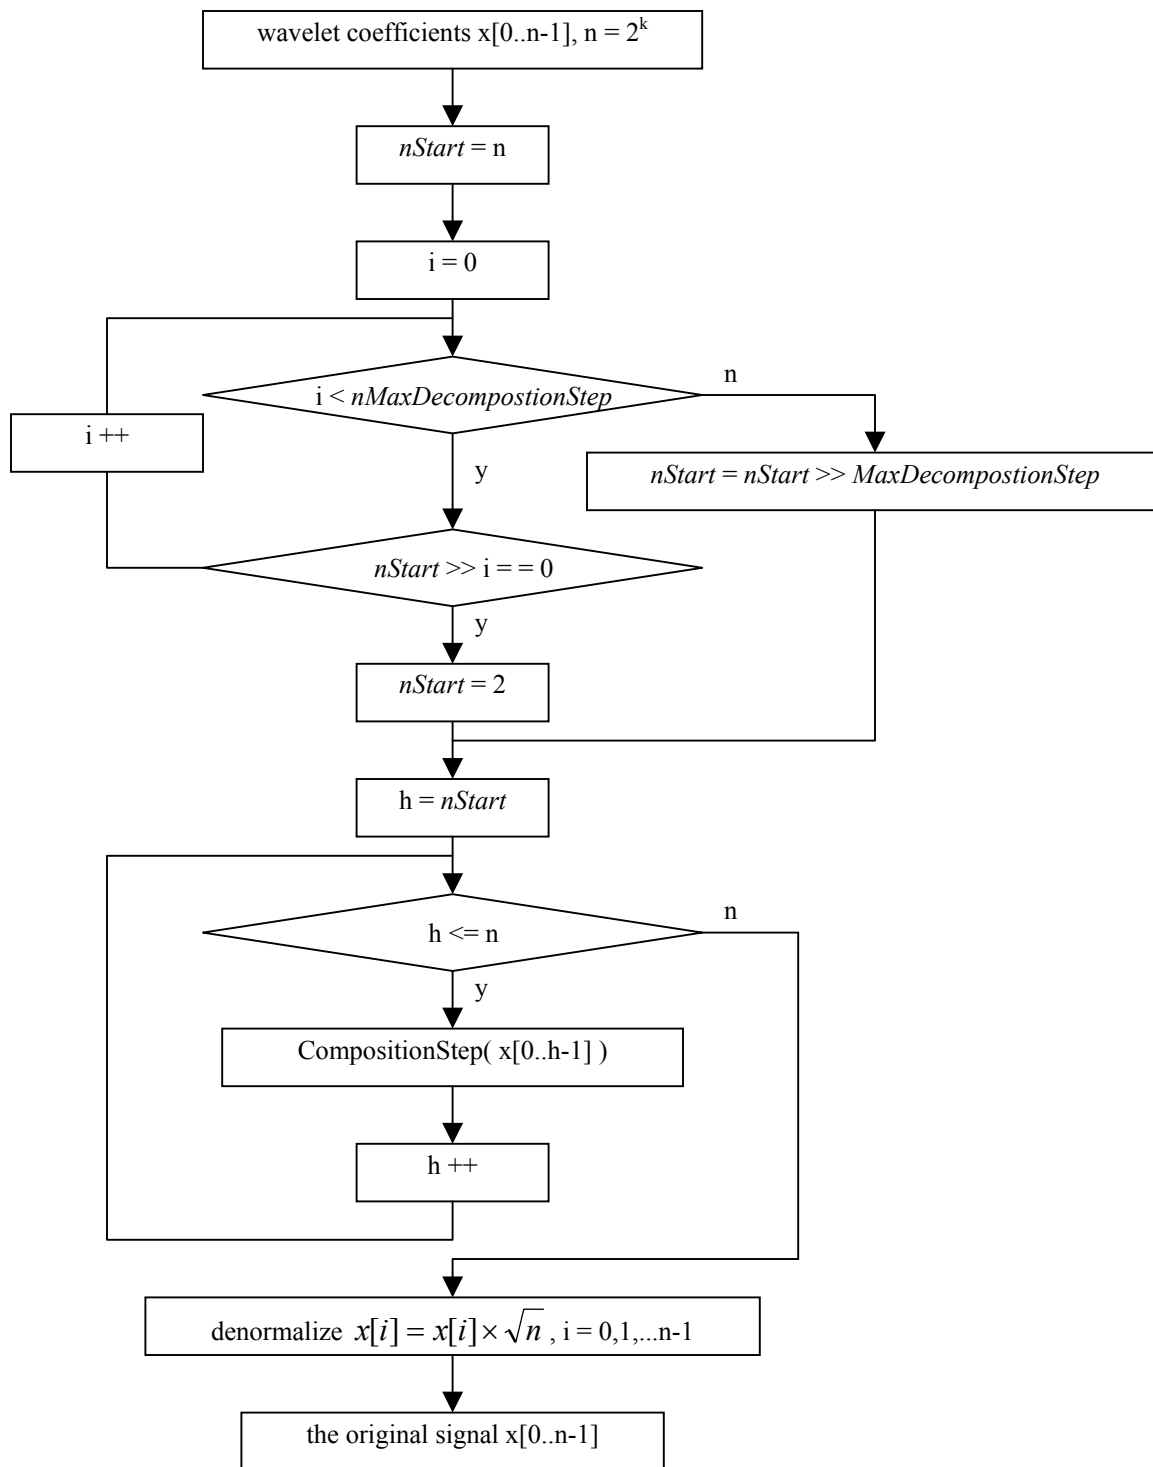 wavelet coefficients x[0..n-1], n = 2^k
nStart = n
i = 0
i < nMaxDecompostionStep
n
i ++
nStart = nStart >> MaxDecompostionStep
y
nStart >> i = = 0
y
nStart = 2
h = nStart
h <= n
n
y
CompositionStep( x[0..h-1] )
h ++
denormalize x[i] = x[i] × √n , i = 0,1,...n-1
the original signal x[0..n-1]